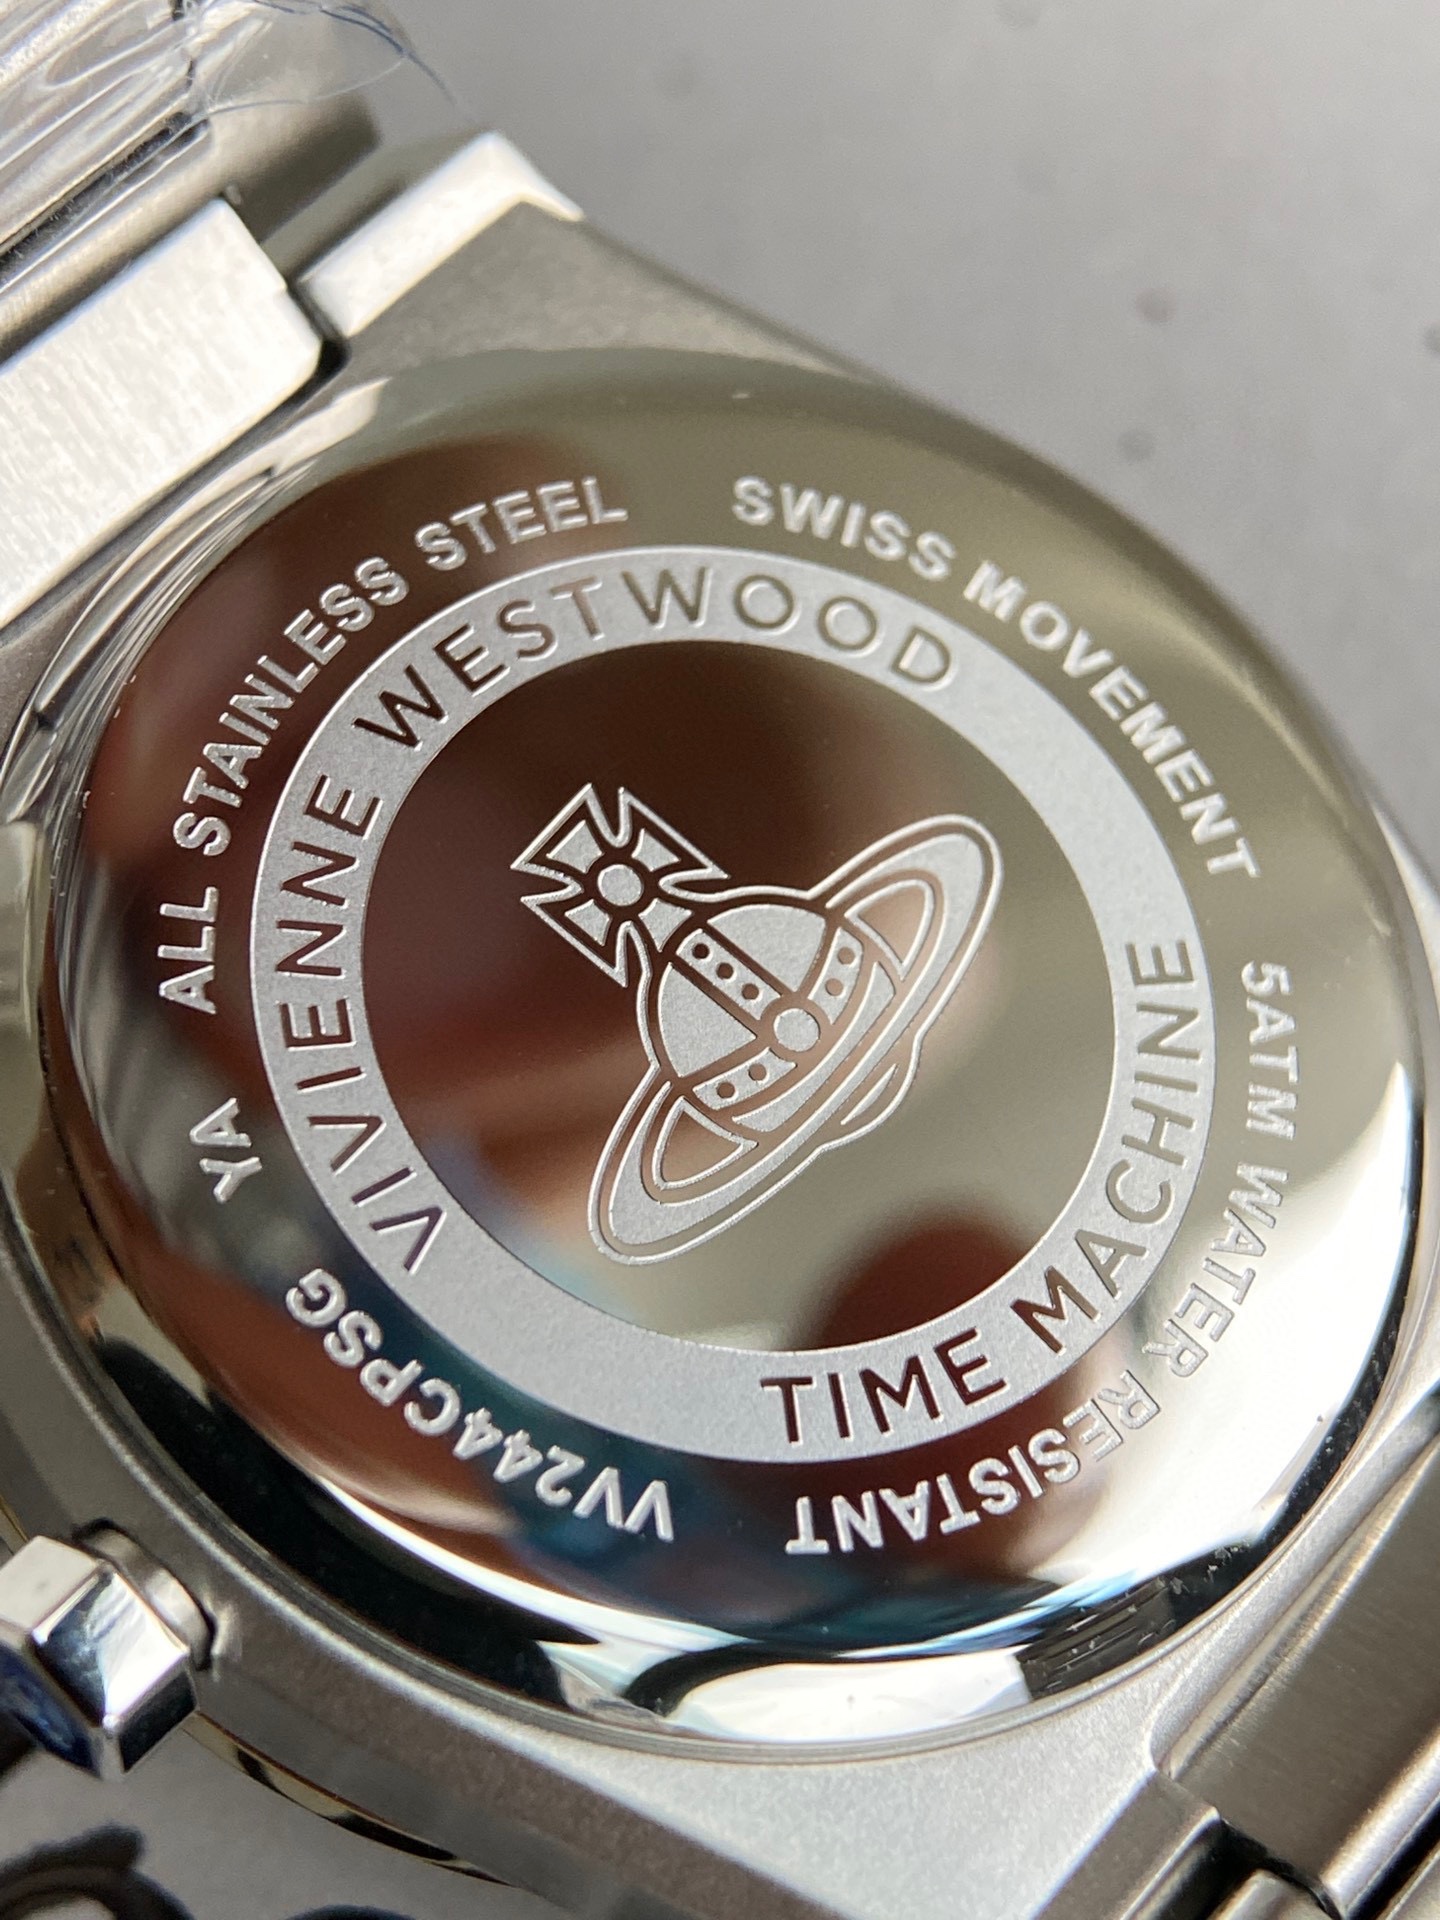 VIVIENNE WESTWOOD
TIME MACHINE
ALL STAINLESS STEEL
SWISS MOVEMENT
5ATM WATER RESISTANT
VV244CPSG
YA